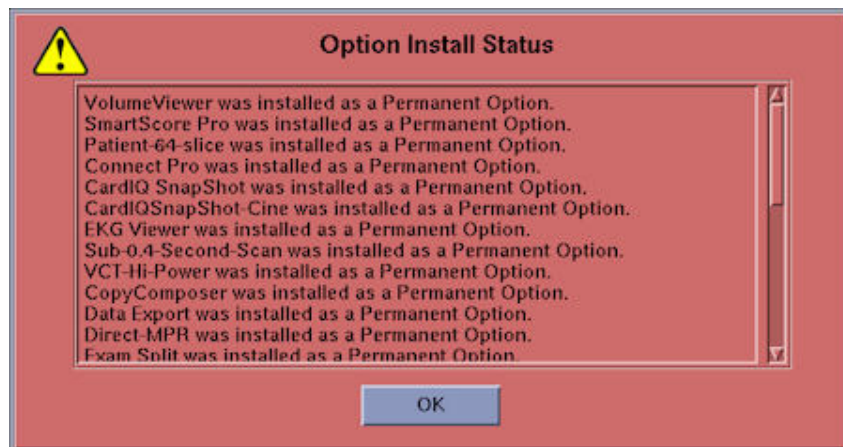 Option Install Status
VolumeViewer was installed as a Permanent Option.
SmartScore Pro was installed as a Permanent Option.
Patient-64-slice was installed as a Permanent Option.
Connect Pro was installed as a Permanent Option.
CardIQ SnapShot was installed as a Permanent Option.
CardIQSnapShot-Cine was installed as a Permanent Option.
EKG Viewer was installed as a Permanent Option.
Sub-0.4-Second-Scan was installed as a Permanent Option.
VCT-Hi-Power was installed as a Permanent Option.
CopyComposer was installed as a Permanent Option.
Data Export was installed as a Permanent Option.
Direct-MPR was installed as a Permanent Option.
Exam Split was installed as a Permanent Option.
OK